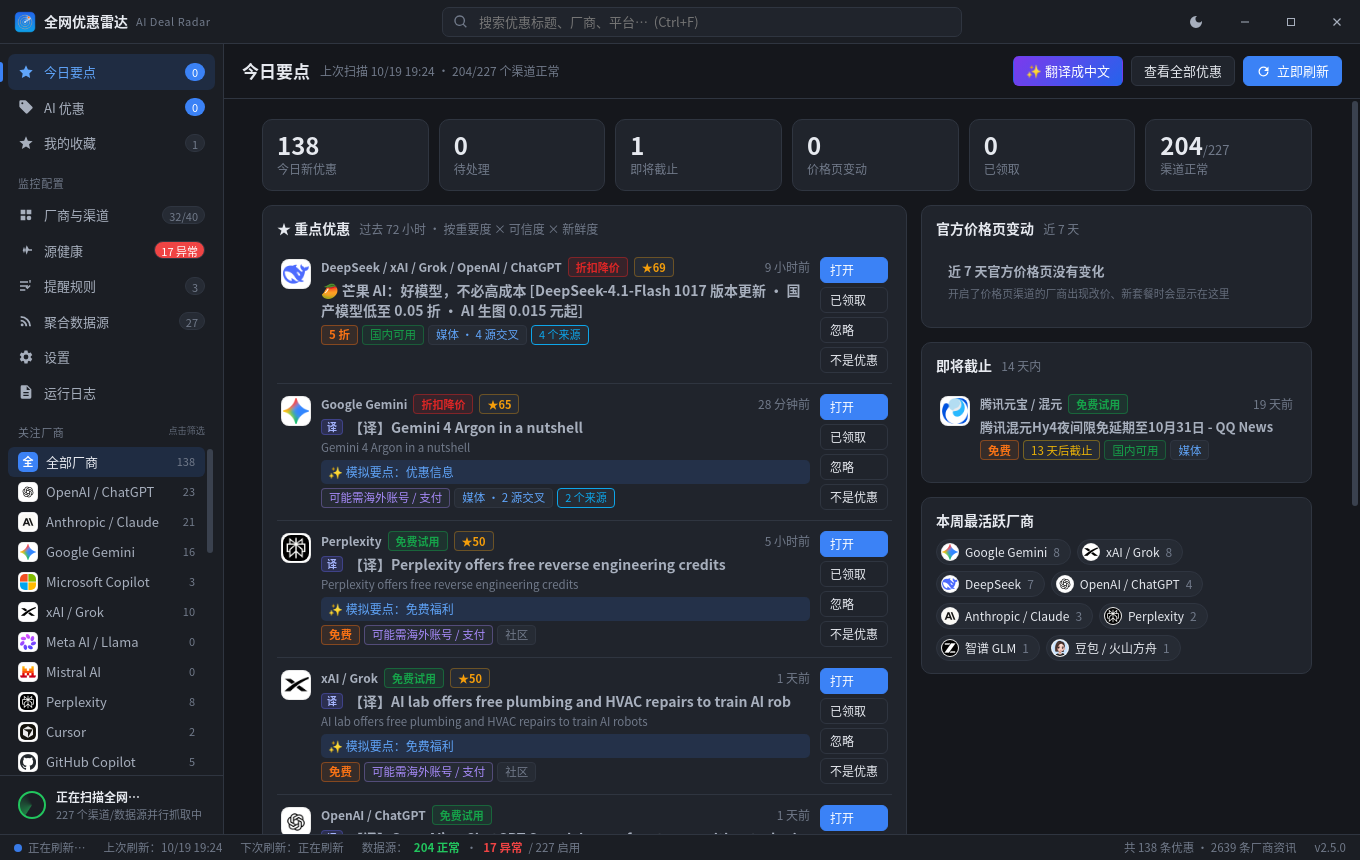 全网优惠雷达 AI Deal Radar
搜索优惠标题、厂商、平台… (Ctrl+F)
今日要点 0
AI 优惠 0
我的收藏 1
监控配置
厂商与渠道 32/40
源健康 17 异常
提醒规则 3
聚合数据源 27
设置
运行日志
关注厂商 点击筛选
全 全部厂商 138
OpenAI / ChatGPT 23
Anthropic / Claude 21
Google Gemini 16
Microsoft Copilot 3
xAI / Grok 10
Meta AI / Llama 0
Mistral AI 0
Perplexity 8
Cursor 2
GitHub Copilot 5
正在扫描全网…
227 个渠道/数据源并行抓取中
今日要点 上次扫描 10/19 19:24 · 204/227 个渠道正常
✨ 翻译成中文 查看全部优惠 立即刷新
138 今日新优惠
0 待处理
1 即将截止
0 价格页变动
0 已领取
204/227 渠道正常
★ 重点优惠 过去 72 小时 · 按重要度 × 可信度 × 新鲜度
DeepSeek / xAI / Grok / OpenAI / ChatGPT 折扣降价 ★69 9 小时前
🥭 芒果 AI：好模型，不必高成本 [DeepSeek-4.1-Flash 1017 版本更新 · 国
产模型低至 0.05 折 · AI 生图 0.015 元起]
5 折 国内可用 媒体 · 4 源交叉 4 个来源
打开
已领取
忽略
不是优惠
Google Gemini 折扣降价 ★65 28 分钟前
译 【译】Gemini 4 Argon in a nutshell
Gemini 4 Argon in a nutshell
✨ 模拟要点：优惠信息
可能需海外账号 / 支付 媒体 · 2 源交叉 2 个来源
打开
已领取
忽略
不是优惠
Perplexity 免费试用 ★50 5 小时前
译 【译】Perplexity offers free reverse engineering credits
Perplexity offers free reverse engineering credits
✨ 模拟要点：免费福利
免费 可能需海外账号 / 支付 社区
打开
已领取
忽略
不是优惠
xAI / Grok 免费试用 ★50 1 天前
译 【译】AI lab offers free plumbing and HVAC repairs to train AI rob
AI lab offers free plumbing and HVAC repairs to train AI robots
✨ 模拟要点：免费福利
免费 可能需海外账号 / 支付 社区
打开
已领取
忽略
不是优惠
OpenAI / ChatGPT 免费试用 1 天前
打开
官方价格页变动 近 7 天
近 7 天官方价格页没有变化
开启了价格页渠道的厂商出现改价、新套餐时会显示在这里
即将截止 14 天内
腾讯元宝 / 混元 免费试用 19 天前
腾讯混元Hy4夜间限免延期至10月31日 - QQ News
免费 13 天后截止 国内可用 媒体
本周最活跃厂商
Google Gemini 8 xAI / Grok 8
DeepSeek 7 OpenAI / ChatGPT 4
Anthropic / Claude 3 Perplexity 2
智谱 GLM 1 豆包 / 火山方舟 1
正在刷新… 上次刷新：10/19 19:24 下次刷新：正在刷新 数据源： 204 正常 · 17 异常 / 227 启用 共 138 条优惠 · 2639 条厂商资讯 v2.5.0